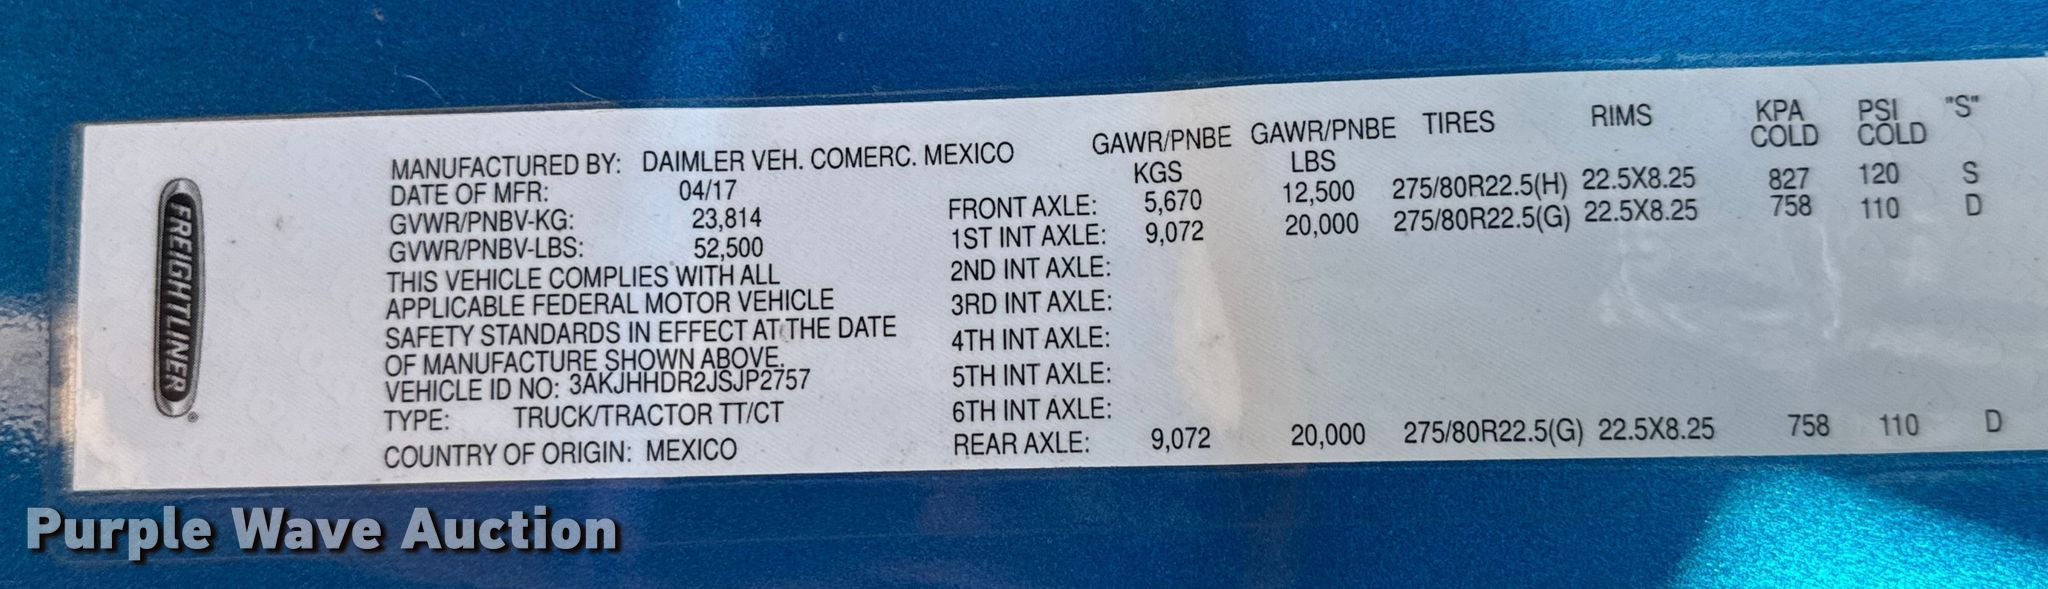 FREIGHTLINER®
MANUFACTURED BY: DAIMLER VEH. COMERC. MEXICO
DATE OF MFR: 04/17
GVWR/PNBV-KG: 23,814
GVWR/PNBV-LBS: 52,500
THIS VEHICLE COMPLIES WITH ALL
APPLICABLE FEDERAL MOTOR VEHICLE
SAFETY STANDARDS IN EFFECT AT THE DATE
OF MANUFACTURE SHOWN ABOVE.
VEHICLE ID NO: 3AKJHHDR2JSJP2757
TYPE: TRUCK/TRACTOR TT/CT
COUNTRY OF ORIGIN: MEXICO
GAWR/PNBE GAWR/PNBE TIRES RIMS KPA PSI "S"
KGS LBS COLD COLD
FRONT AXLE: 5,670 12,500 275/80R22.5(H) 22.5X8.25 827 120 S
1ST INT AXLE: 9,072 20,000 275/80R22.5(G) 22.5X8.25 758 110 D
2ND INT AXLE:
3RD INT AXLE:
4TH INT AXLE:
5TH INT AXLE:
6TH INT AXLE:
REAR AXLE: 9,072 20,000 275/80R22.5(G) 22.5X8.25 758 110 D
Purple Wave Auction